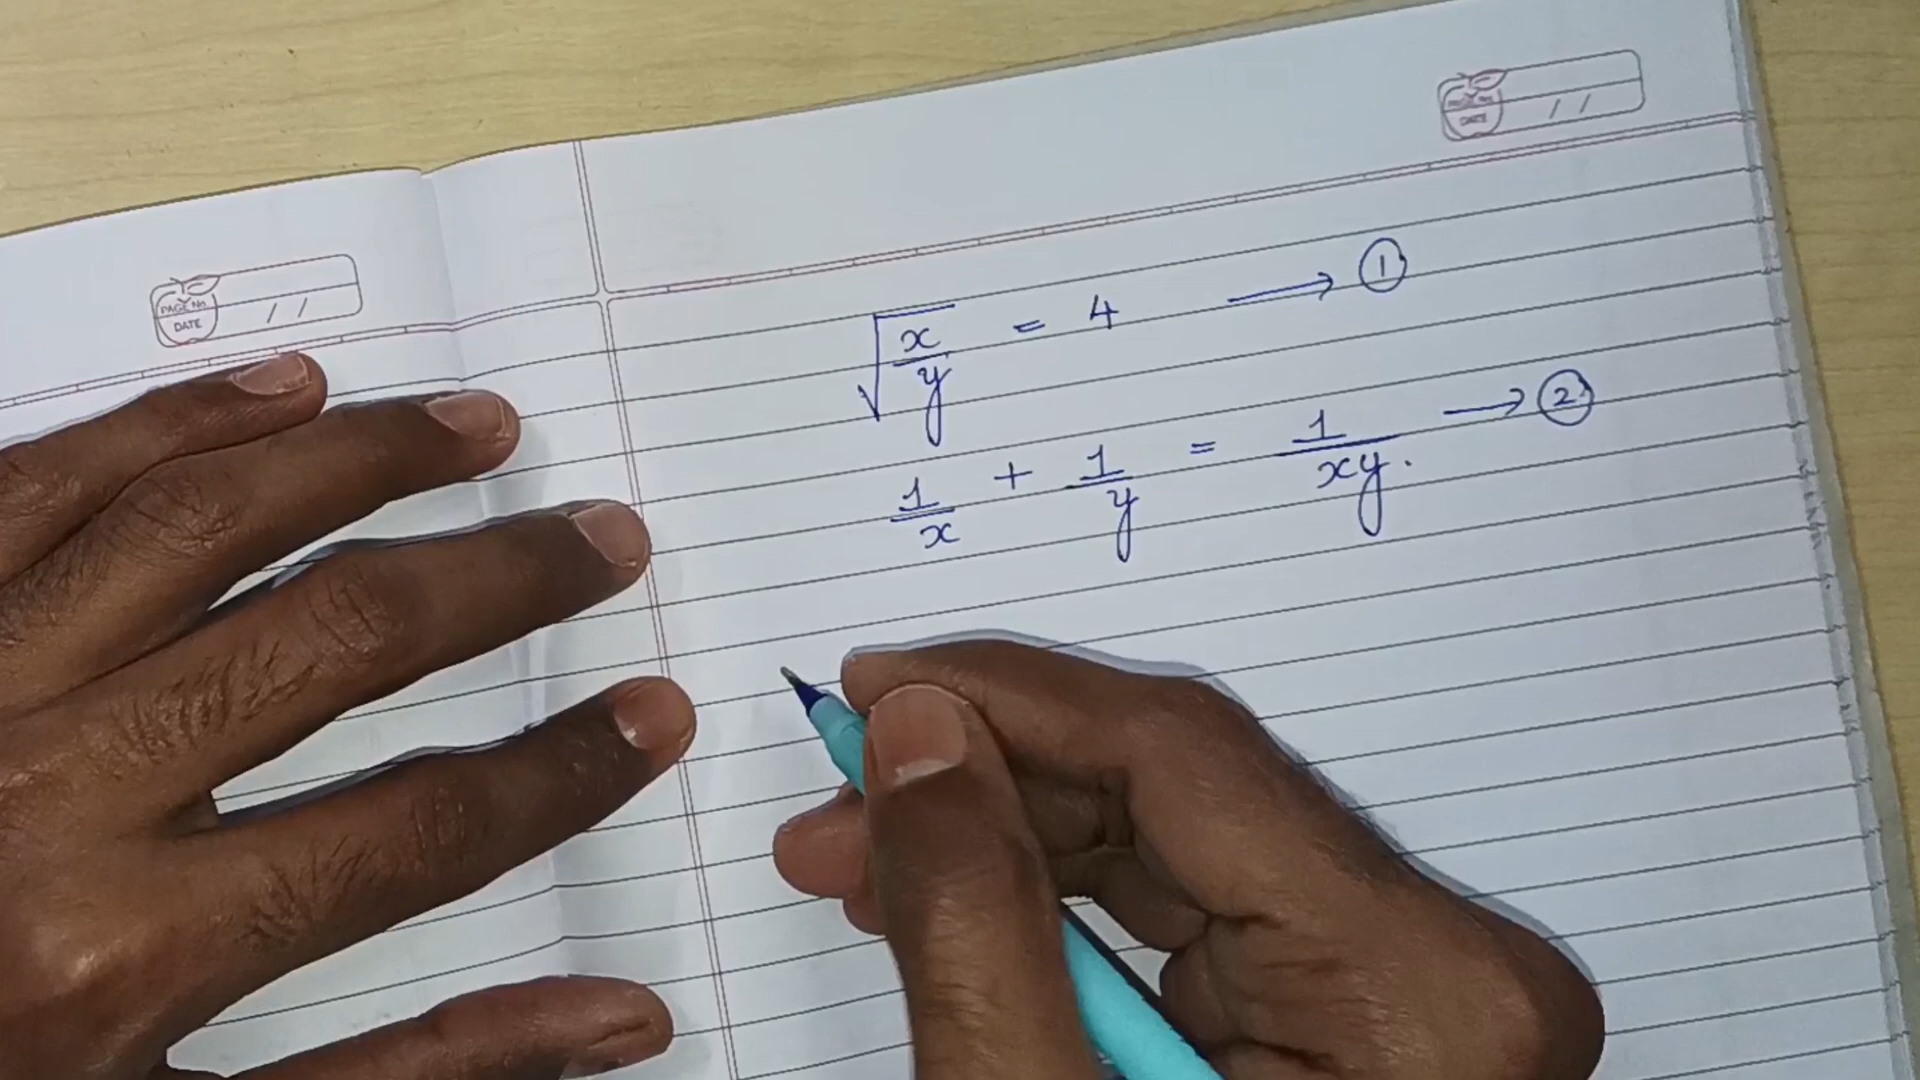 PAGE No.
DATE / /
PAGE No.
DATE / /
√(x/y) = 4 → ①
1/x + 1/y = 1/xy. → ②